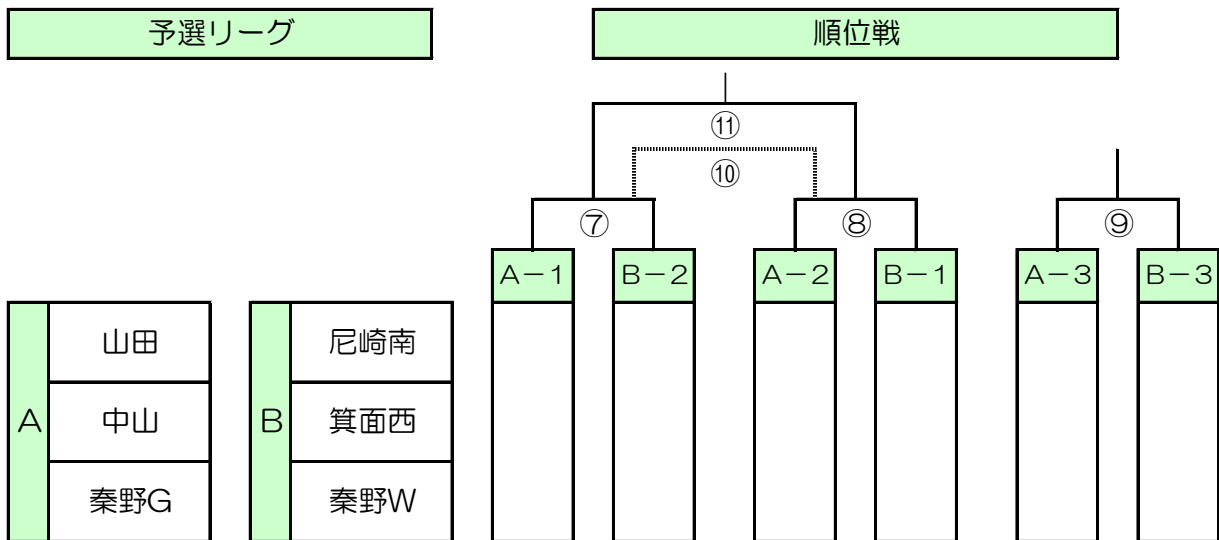 予選リーグ
順位戦
⑪
⑩
⑦
⑧
⑨
A－1
B－2
A－2
B－1
A－3
B－3
A
山田
中山
秦野G
B
尼崎南
箕面西
秦野W